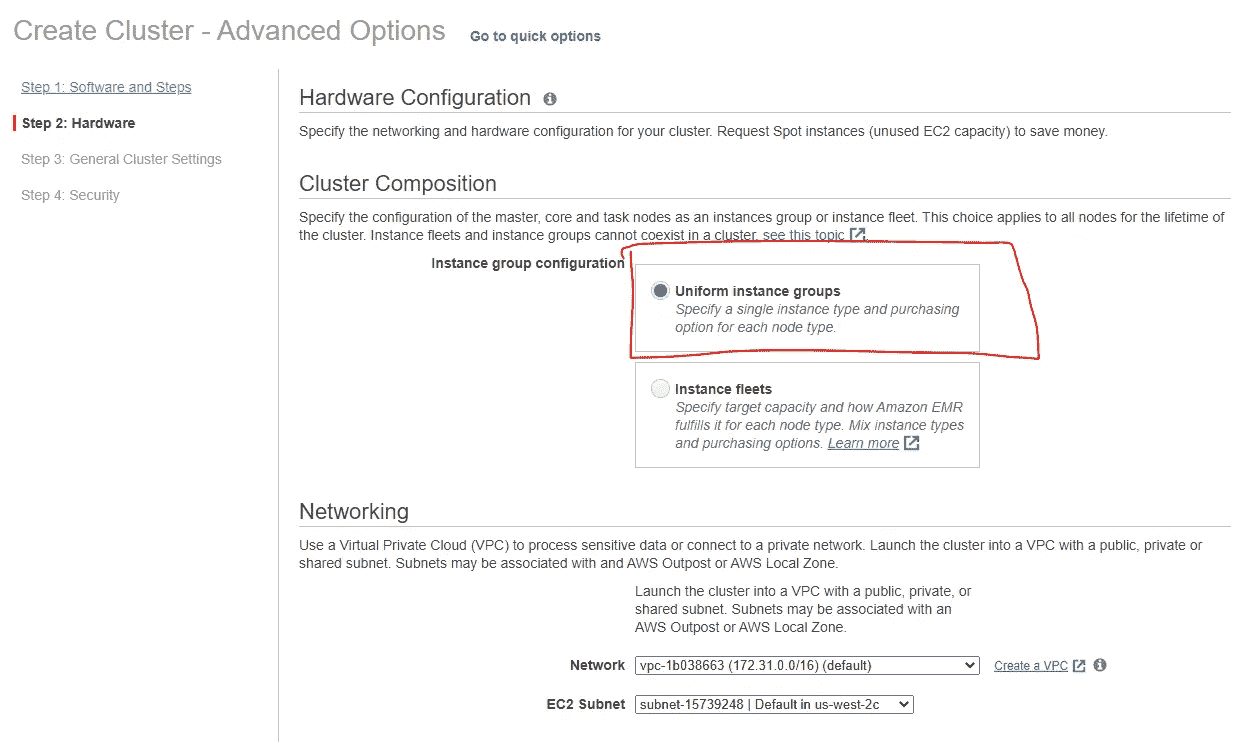 Create Cluster - Advanced Options Go to quick options
Step 1: Software and Steps
Step 2: Hardware
Step 3: General Cluster Settings
Step 4: Security
Hardware Configuration
Specify the networking and hardware configuration for your cluster. Request Spot instances (unused EC2 capacity) to save money.
Cluster Composition
Specify the configuration of the master, core and task nodes as an instances group or instance fleet. This choice applies to all nodes for the lifetime of
the cluster. Instance fleets and instance groups cannot coexist in a cluster. see this topic
Instance group configuration
Uniform instance groups
Specify a single instance type and purchasing
option for each node type.
Instance fleets
Specify target capacity and how Amazon EMR
fulfills it for each node type. Mix instance types
and purchasing options. Learn more
Networking
Use a Virtual Private Cloud (VPC) to process sensitive data or connect to a private network. Launch the cluster into a VPC with a public, private or
shared subnet. Subnets may be associated with and AWS Outpost or AWS Local Zone.
Launch the cluster into a VPC with a public, private, or
shared subnet. Subnets may be associated with an
AWS Outpost or AWS Local Zone.
Network vpc-1b038663 (172.31.0.0/16) (default) Create a VPC
EC2 Subnet subnet-15739248 | Default in us-west-2c